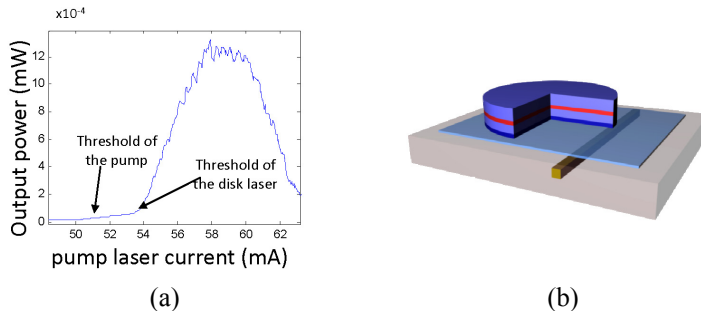 x10⁻⁴
Output power (mW)
12
10
8
6
4
2
0
Threshold of
the pump
Threshold of
the disk laser
50 52 54 56 58 60 62
pump laser current (mA)
(a)
(b)